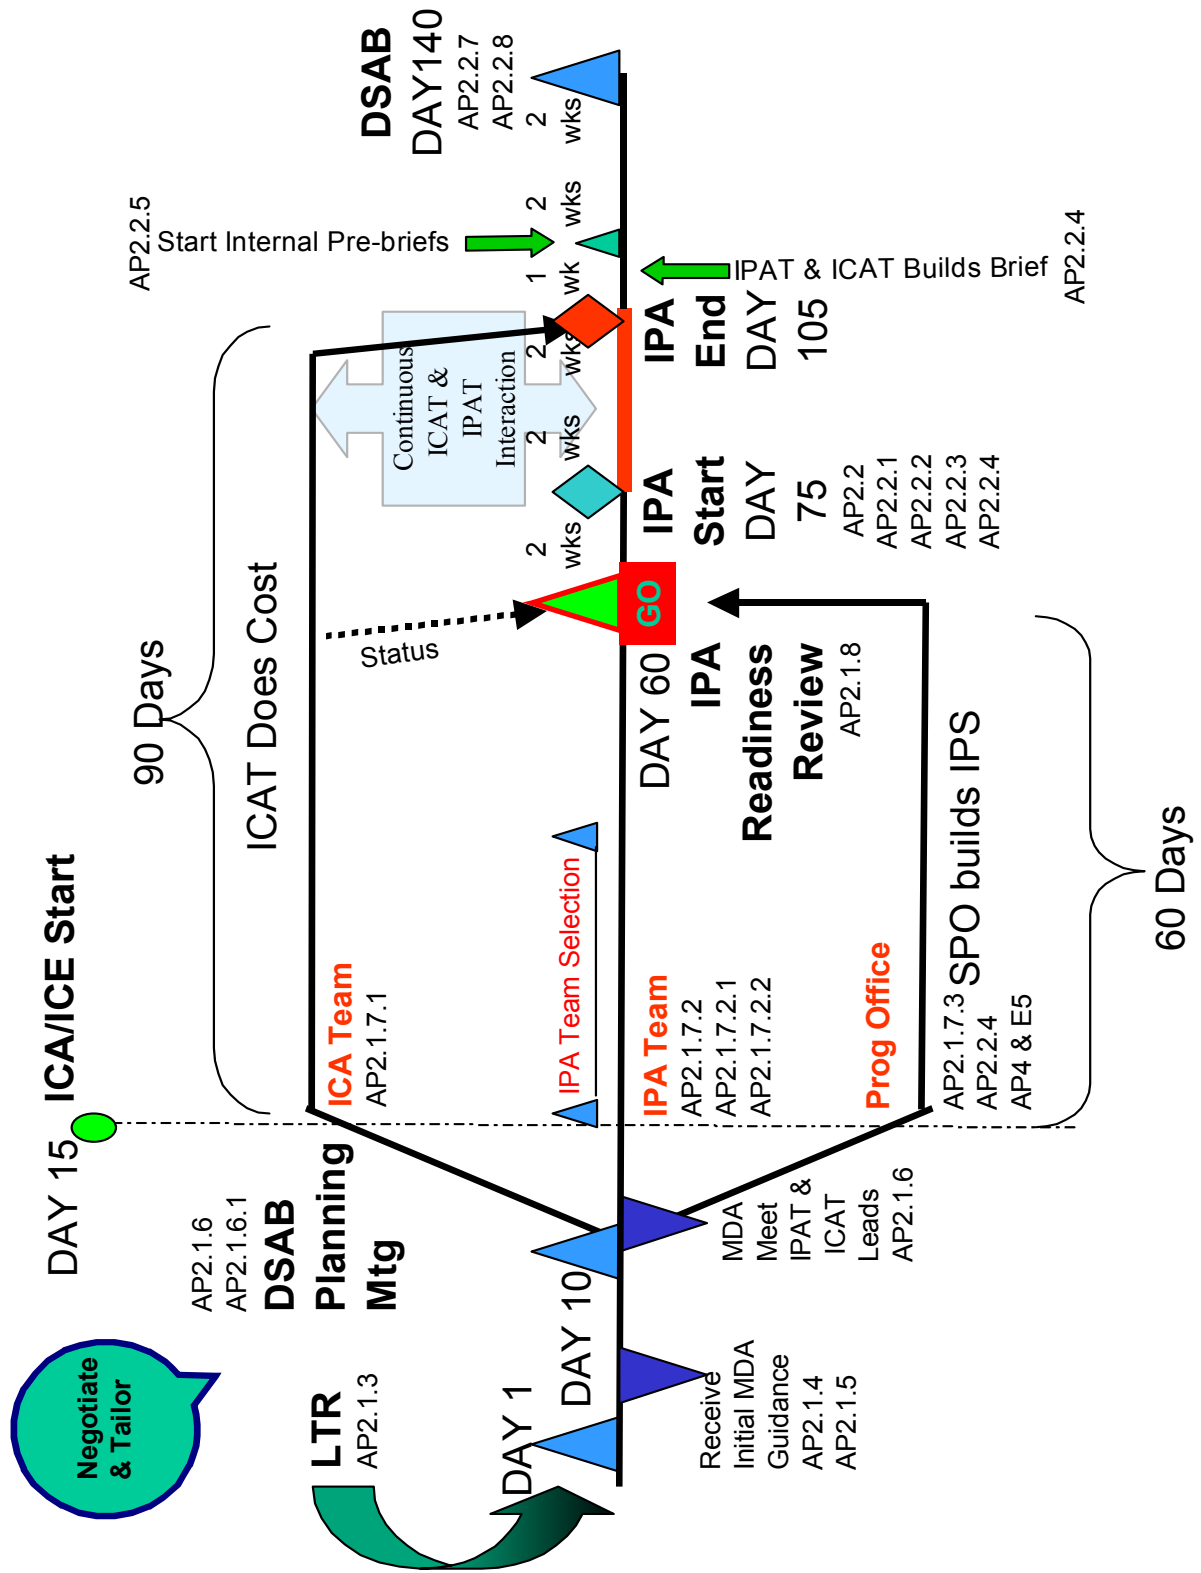 Negotiate
& Tailor
DAY 15
ICA/ICE Start
90 Days
ICAT Does Cost
AP2.1.6
AP2.1.6.1
DSAB
Planning
Mtg
LTR
AP2.1.3
ICA Team
AP2.1.7.1
Status
Continuous
ICAT &
IPAT
Interaction
AP2.2.5
Start Internal Pre-briefs
DSAB
DAY140
AP2.2.7
AP2.2.8
DAY 1
DAY 10
IPA Team Selection
2
wks
2
wks
2
wks
1
wk
2
wks
2
wks
Receive
Initial MDA
Guidance
AP2.1.4
AP2.1.5
MDA
Meet
IPAT &
ICAT
Leads
AP2.1.6
IPA Team
AP2.1.7.2
AP2.1.7.2.1
AP2.1.7.2.2
GO
DAY 60
IPA
Readiness
Review
AP2.1.8
IPA
Start
DAY
75
AP2.2
AP2.2.1
AP2.2.2
AP2.2.3
AP2.2.4
IPA
End
DAY
105
IPAT & ICAT Builds Brief
AP2.2.4
Prog Office
AP2.1.7.3
AP2.2.4
AP4 & E5
SPO builds IPS
60 Days